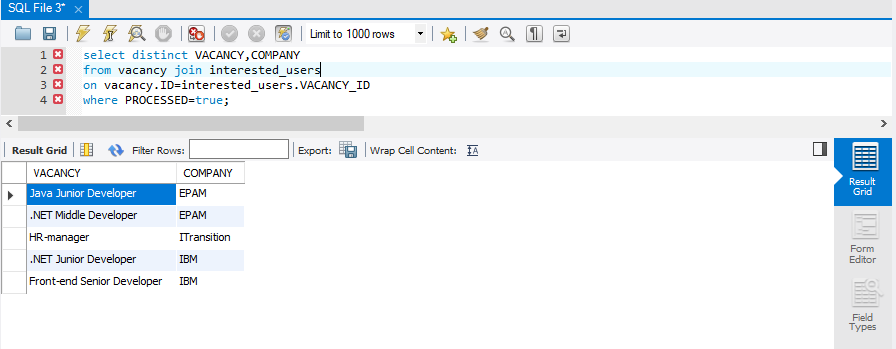 SQL File 3*
Limit to 1000 rows
1 select distinct VACANCY,COMPANY
2 from vacancy join interested_users
3 on vacancy.ID=interested_users.VACANCY_ID
4 where PROCESSED=true;
Result Grid Filter Rows: Export: Wrap Cell Content:
VACANCY COMPANY
Java Junior Developer EPAM
.NET Middle Developer EPAM
HR-manager ITransition
.NET Junior Developer IBM
Front-end Senior Developer IBM
Result
Grid
Form
Editor
Field
Types